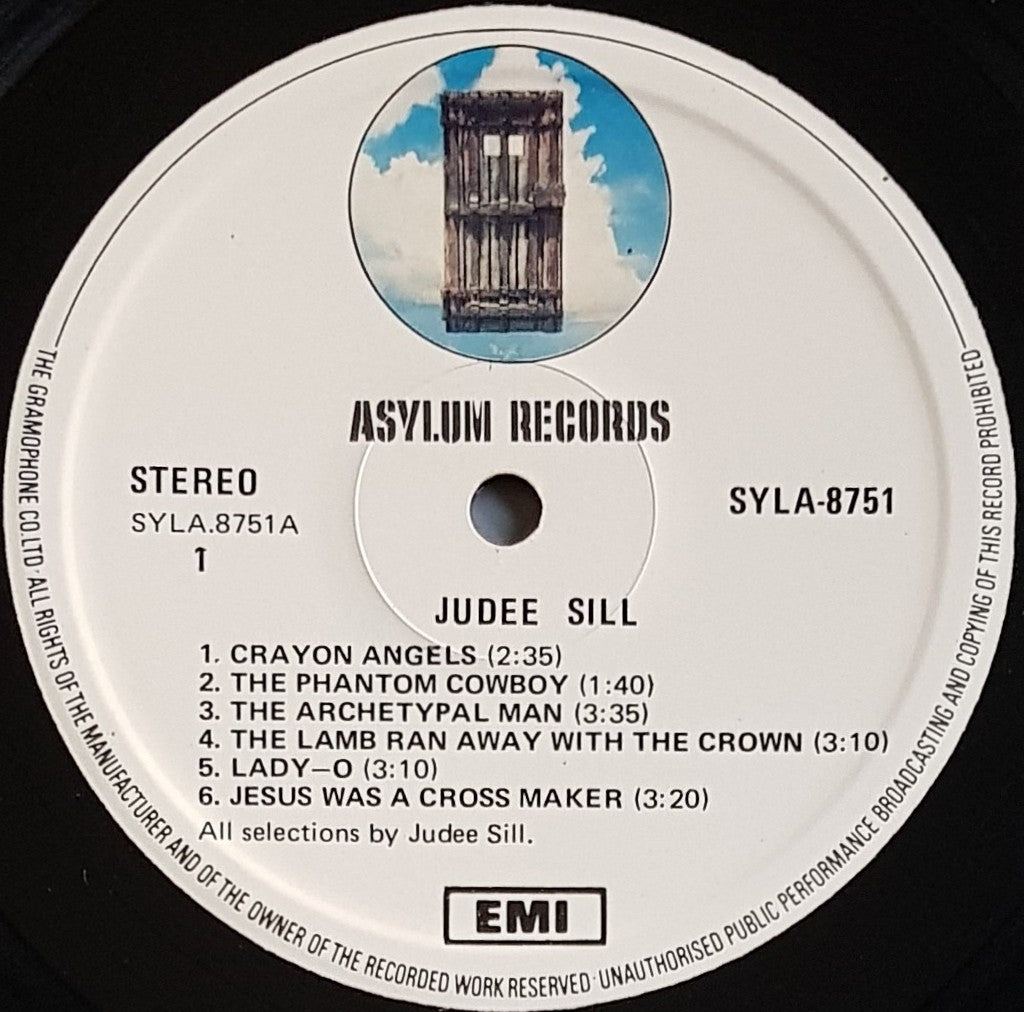 ASYLUM RECORDS
STEREO
SYLA.8751A
SYLA-8751
JUDEE SILL
1. CRAYON ANGELS (2:35)
2. THE PHANTOM COWBOY (1:40)
3. THE ARCHETYPAL MAN (3:35)
4. THE LAMB RAN AWAY WITH THE CROWN (3:10)
5. LADY—O (3:10)
6. JESUS WAS A CROSS MAKER (3:20)
All selections by Judee Sill.
EMI
THE GRAMOPHONE CO.LTD·ALL RIGHTS OF THE MANUFACTURER AND OF THE OWNER OF THE RECORDED WORK RESERVED·UNAUTHORISED PUBLIC PERFORMANCE BROADCASTING AND COPYING OF THIS RECORD PROHIBITED